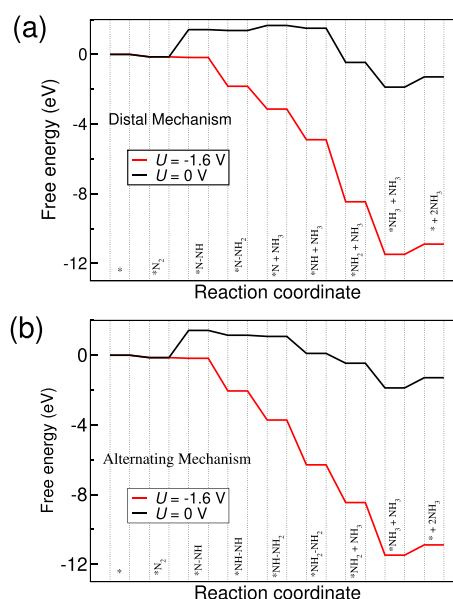 (a)
Free energy (eV)
0
-4
-8
-12
Distal Mechanism
U = -1.6 V
U = 0 V
*
*N2
*N-NH
*N-NH2
*N + NH3
*NH + NH3
*NH2 + NH3
*NH3 + NH3
* + 2NH3
Reaction coordinate
(b)
Free energy (eV)
0
-4
-8
-12
Alternating Mechanism
U = -1.6 V
U = 0 V
*
*N2
*N-NH
*NH-NH
*NH-NH2
*NH2-NH2
*NH2 + NH3
*NH3 + NH3
* + 2NH3
Reaction coordinate